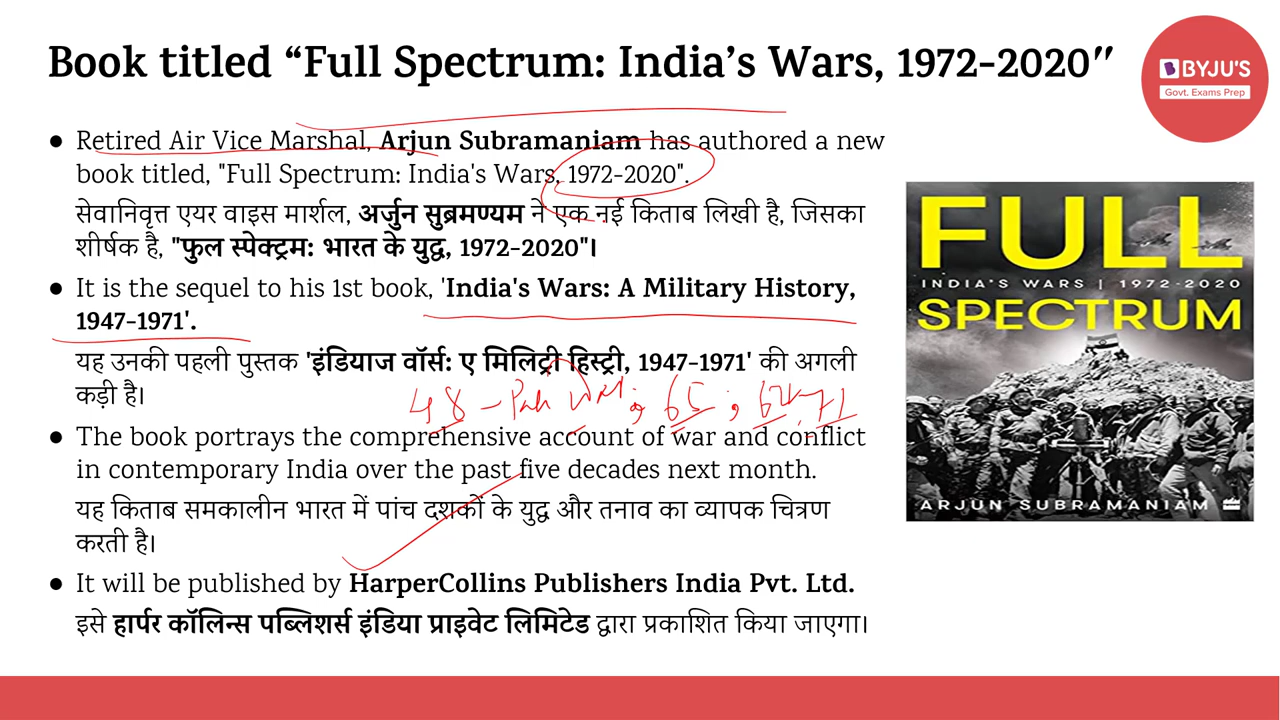 Book titled “Full Spectrum: India’s Wars, 1972-2020”
BYJU'S
Govt. Exams Prep
● Retired Air Vice Marshal, Arjun Subramaniam has authored a new
book titled, "Full Spectrum: India's Wars, 1972-2020".
सेवानिवृत्त एयर वाइस मार्शल, अर्जुन सुब्रमण्यम ने एक नई किताब लिखी है, जिसका
शीर्षक है, "फुल स्पेक्ट्रम: भारत के युद्ध, 1972-2020"।
● It is the sequel to his 1st book, 'India's Wars: A Military History,
1947-1971'.
यह उनकी पहली पुस्तक 'इंडियाज वॉर्स: ए मिलिट्री हिस्ट्री, 1947-1971' की अगली
कड़ी है।
48 - Pak ; 65 ; 62 71
● The book portrays the comprehensive account of war and conflict
in contemporary India over the past five decades next month.
यह किताब समकालीन भारत में पांच दशकों के युद्ध और तनाव का व्यापक चित्रण
करती है।
● It will be published by HarperCollins Publishers India Pvt. Ltd.
इसे हार्पर कॉलिन्स पब्लिशर्स इंडिया प्राइवेट लिमिटेड द्वारा प्रकाशित किया जाएगा।
FULL
INDIA'S WARS | 1972-2020
SPECTRUM
ARJUN SUBRAMANIAM